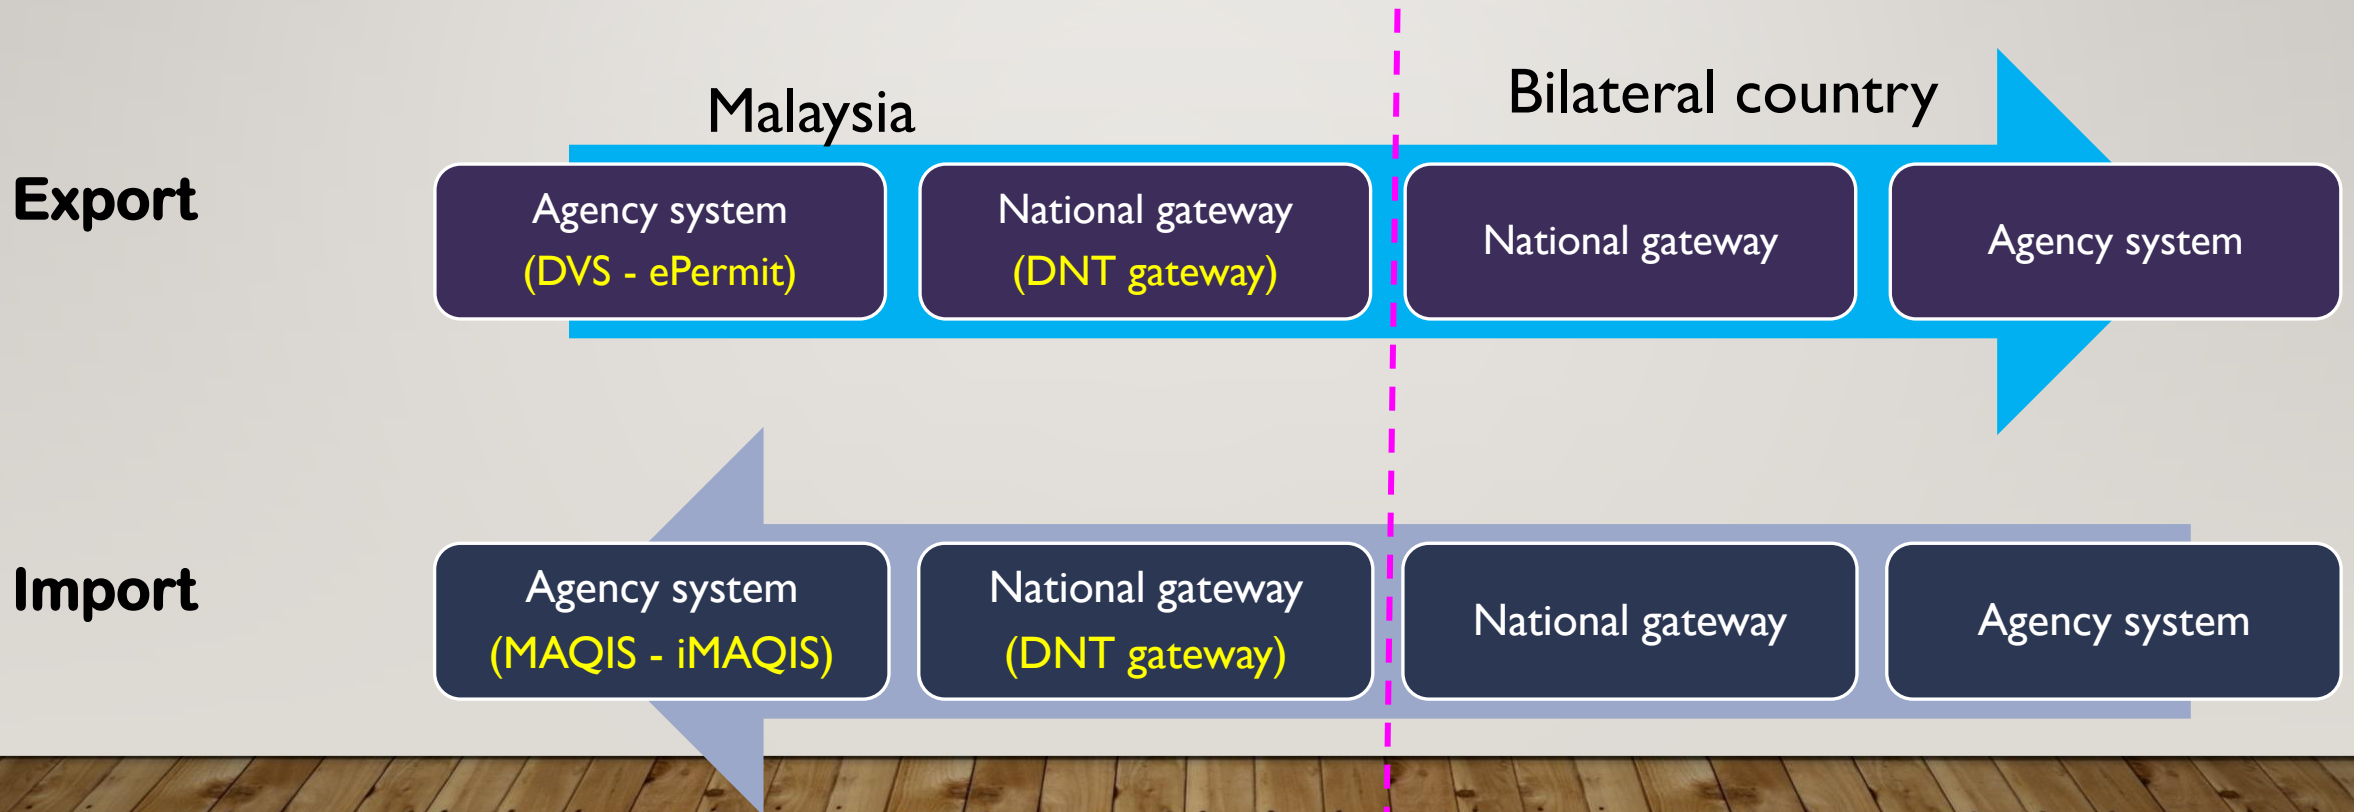 Malaysia
Bilateral country
Export
Agency system
(DVS - ePermit)
National gateway
(DNT gateway)
National gateway
Agency system
Import
Agency system
(MAQIS - iMAQIS)
National gateway
(DNT gateway)
National gateway
Agency system